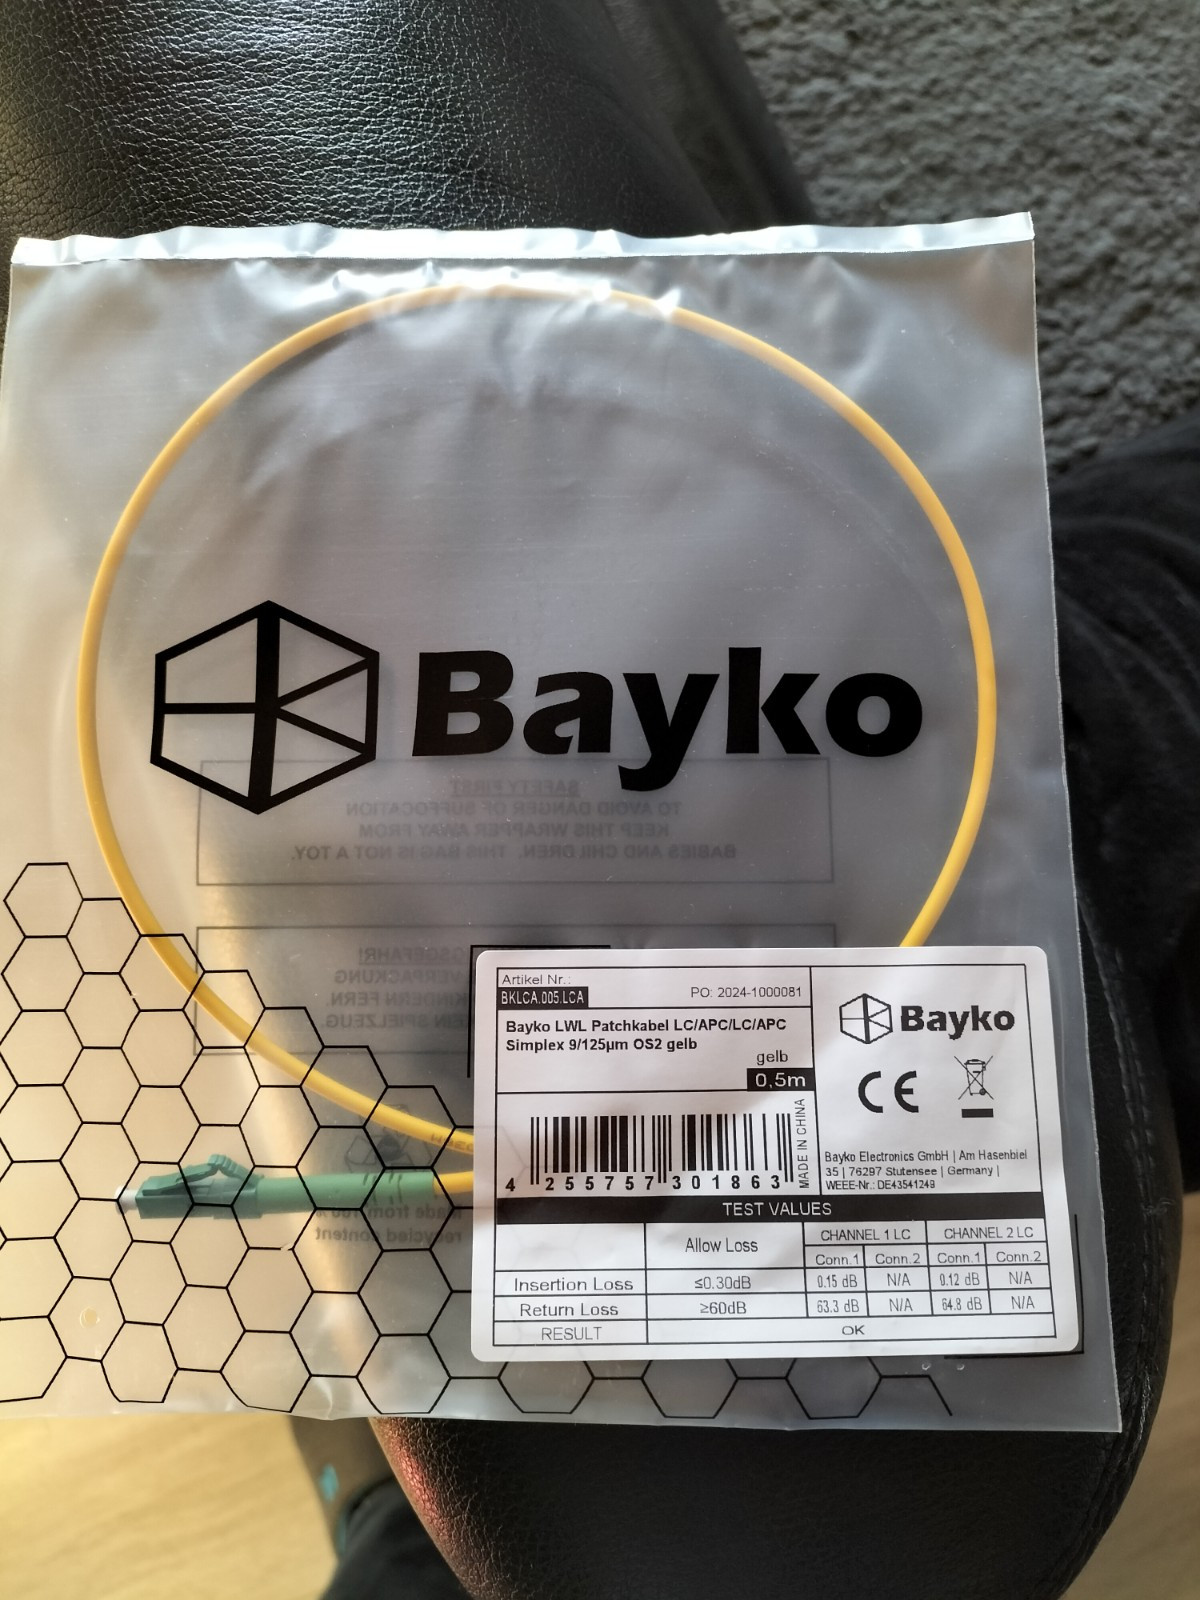 Bayko
SAFETY FIRST
TO AVOID DANGER OF SUFFOCATION
KEEP THIS WRAPPER AWAY FROM
BABIES AND CHILDREN. THIS BAG IS NOT A TOY.
Artikel Nr.:
BKLCA.005.LCA
PO: 2024-1000081
Bayko LWL Patchkabel LC/APC/LC/APC
Simplex 9/125µm OS2 gelb
gelb
0,5m
MADE IN CHINA
4 255757 301863
Bayko
CE
Bayko Electronics GmbH | Am Hasenbiel
35 | 76297 Stutensee | Germany |
WEEE-Nr.: DE43541249
TEST VALUES
Allow Loss CHANNEL 1 LC CHANNEL 2 LC
Conn.1 Conn.2 Conn.1 Conn.2
Insertion Loss ≤0.30dB 0.15 dB N/A 0.12 dB N/A
Return Loss ≥60dB 63.3 dB N/A 64.8 dB N/A
RESULT OK
made from 100%
recycled content